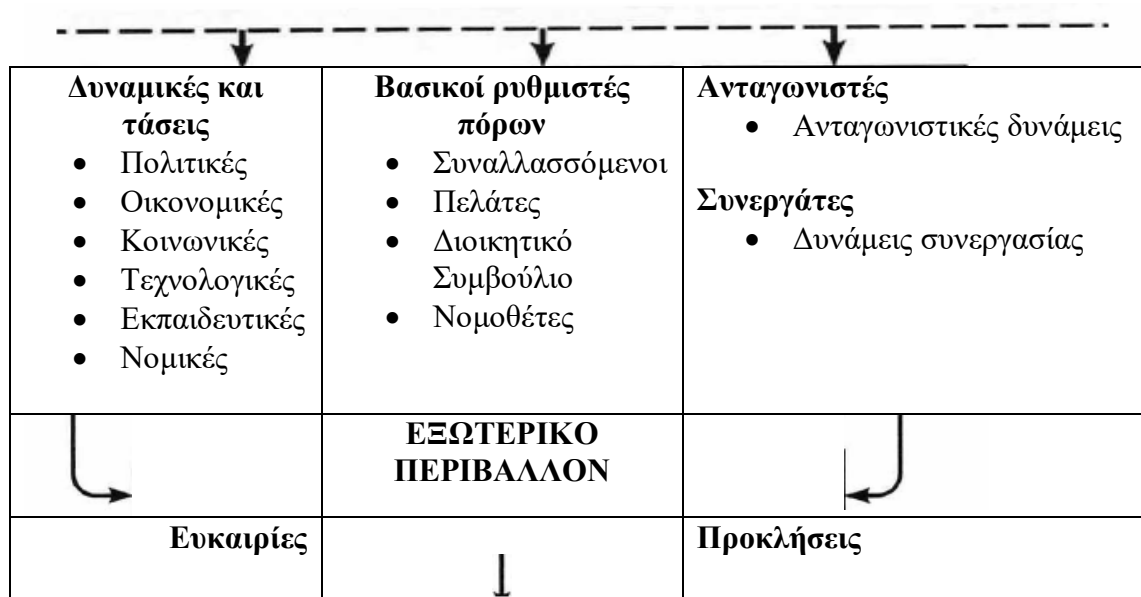 Δυναμικές και
τάσεις
• Πολιτικές
• Οικονομικές
• Κοινωνικές
• Τεχνολογικές
• Εκπαιδευτικές
• Νομικές
Βασικοί ρυθμιστές
πόρων
• Συναλλασσόμενοι
• Πελάτες
• Διοικητικό
Συμβούλιο
• Νομοθέτες
Ανταγωνιστές
• Ανταγωνιστικές δυνάμεις
Συνεργάτες
• Δυνάμεις συνεργασίας
ΕΞΩΤΕΡΙΚΟ
ΠΕΡΙΒΑΛΛΟΝ
Ευκαιρίες
Προκλήσεις